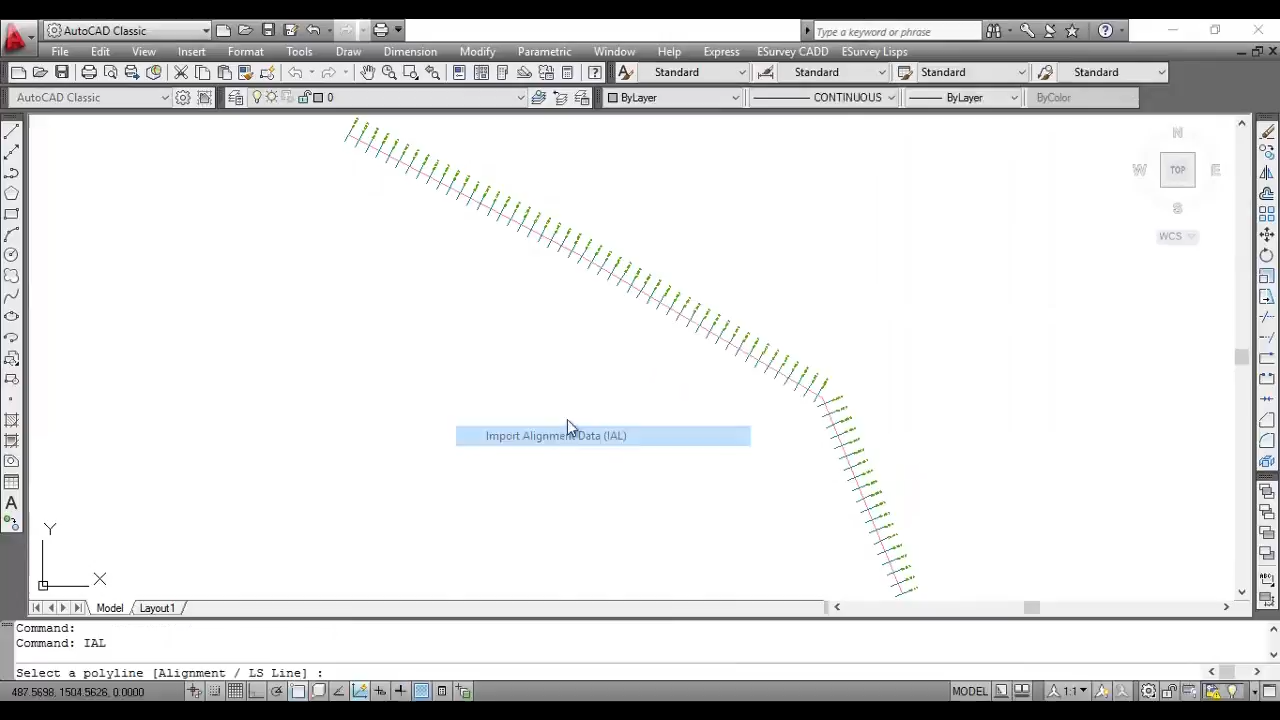 AutoCAD Classic
Type a keyword or phrase
File Edit View Insert Format Tools Draw Dimension Modify Parametric Window Help Express ESurvey CADD ESurvey Lisps
Standard Standard Standard Standard
AutoCAD Classic 0 ByLayer CONTINUOUS ByLayer ByColor
N
W TOP E
S
WCS
Import Alignment Data (IAL)
Y
X
Model Layout1
Command:
Command: IAL
Select a polyline [Alignment / LS Line] :
487.5698, 1504.5626, 0.0000 MODEL 1:1